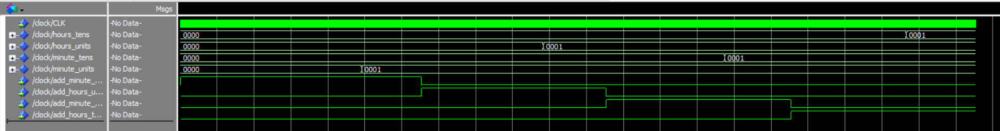 Msgs
/clock/CLK -No Data-
/clock/hours_tens -No Data- 0000 0001
/clock/hours_units -No Data- 0000 0001
/clock/minute_tens -No Data- 0000 0001
/clock/minute_units -No Data- 0000 0001
/clock/add_minute_... -No Data-
/clock/add_hours_u... -No Data-
/clock/add_minute_... -No Data-
/clock/add_hours_t... -No Data-